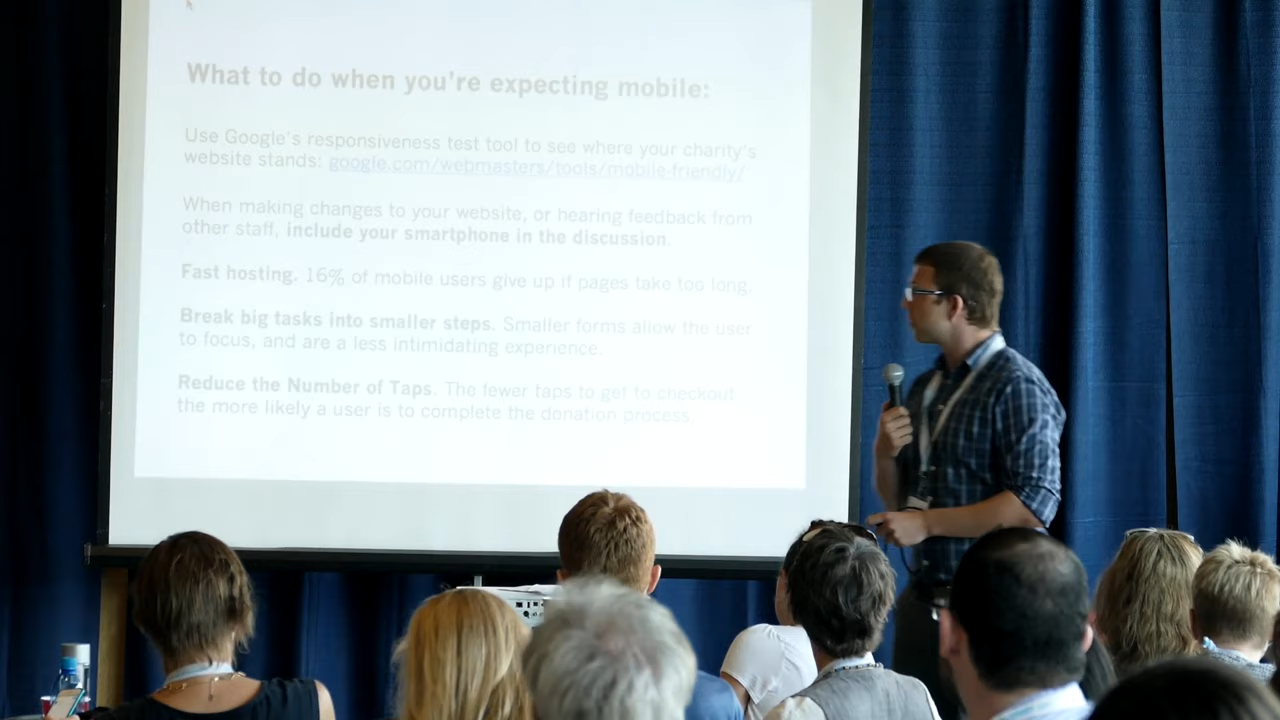 What to do when you're expecting mobile:
Use Google's responsiveness test tool to see where your charity's
website stands: google.com/webmasters/tools/mobile-friendly/
When making changes to your website, or hearing feedback from
other staff, include your smartphone in the discussion.
Fast hosting. 16% of mobile users give up if pages take too long.
Break big tasks into smaller steps. Smaller forms allow the user
to focus, and are a less intimidating experience.
Reduce the Number of Taps. The fewer taps to get to checkout
the more likely a user is to complete the donation process